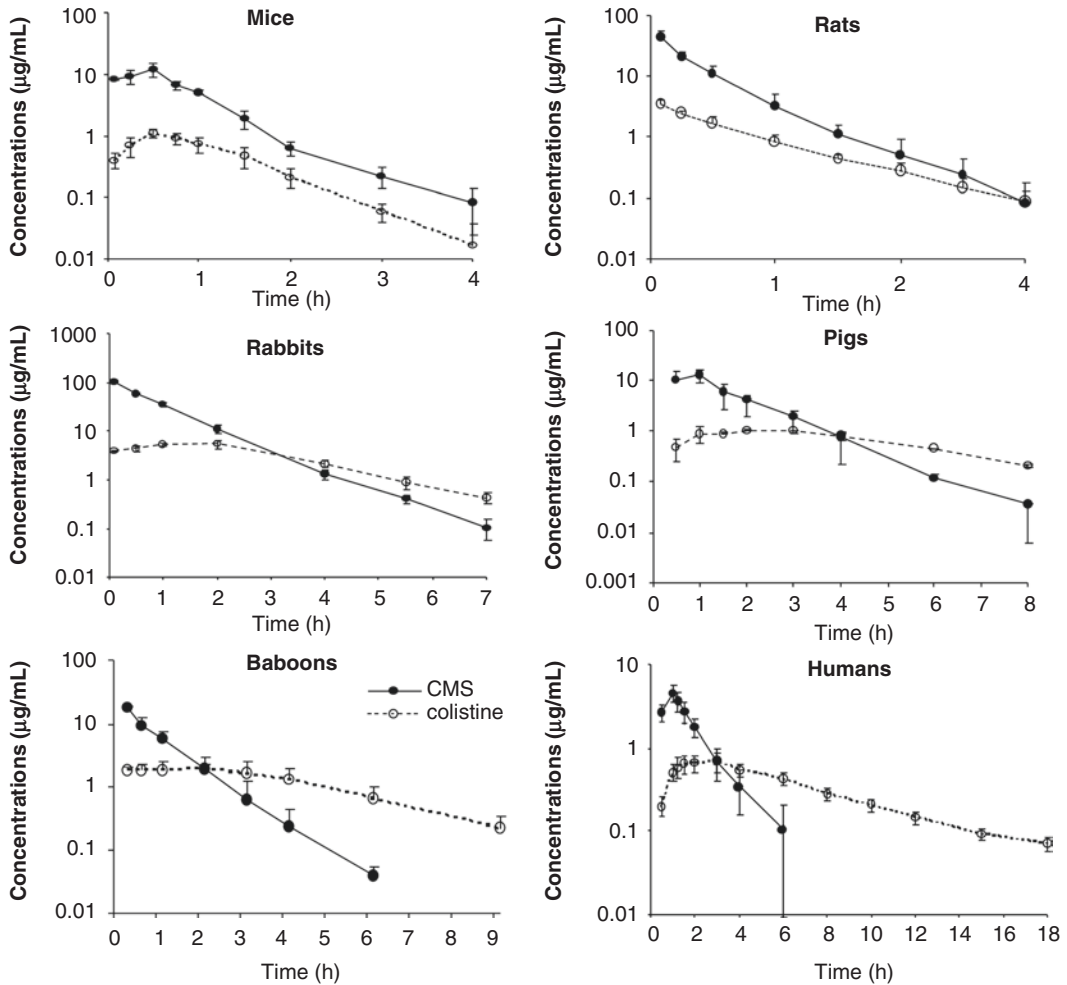 Mice
Concentrations (µg/mL)
100
10
1
0.1
0.01
0 1 2 3 4
Time (h)
Rats
Concentrations (µg/mL)
100
10
1
0.1
0.01
0 1 2 4
Time (h)
Rabbits
Concentrations (µg/mL)
1000
100
10
1
0.1
0.01
0 1 2 3 4 5 6 7
Time (h)
Pigs
Concentrations (µg/mL)
100
10
1
0.1
0.01
0.001
0 1 2 3 4 5 6 7 8
Time (h)
Baboons
Concentrations (µg/mL)
100
10
1
0.1
0.01
CMS
colistine
0 1 2 3 4 5 6 7 8 9
Time (h)
Humans
Concentrations (µg/mL)
10
1
0.1
0.01
0 2 4 6 8 10 12 14 16 18
Time (h)